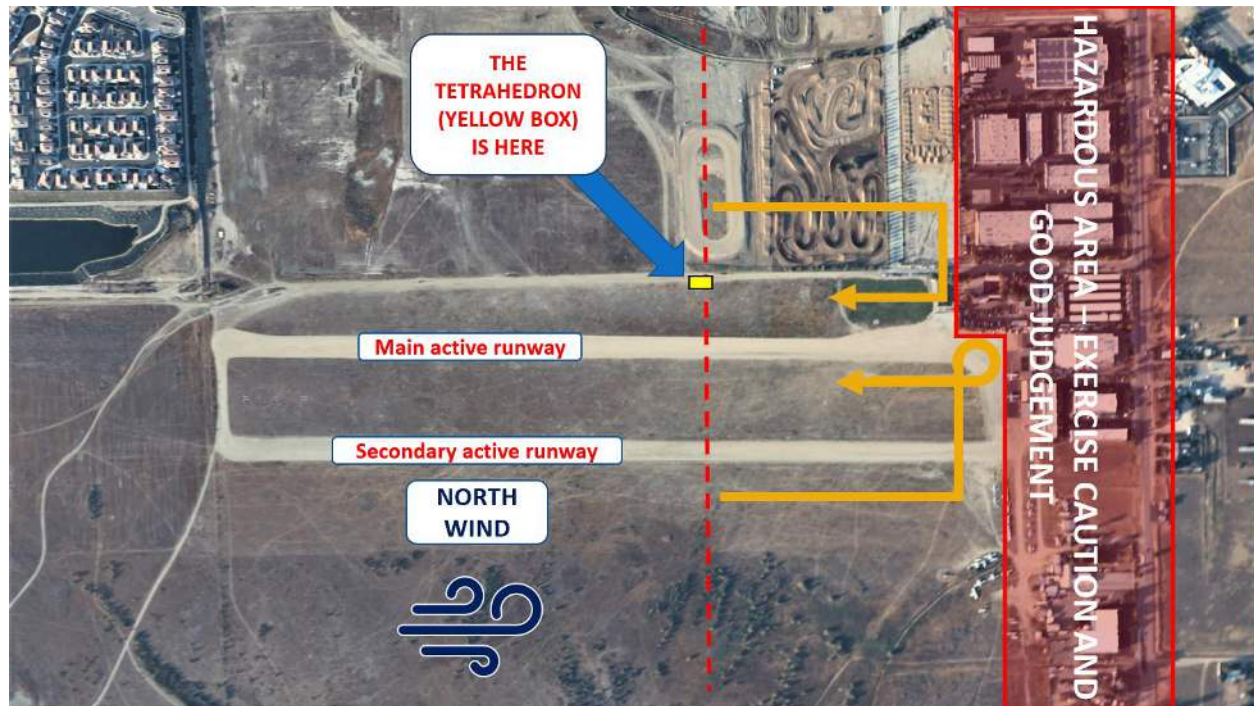 THE
TETRAHEDRON
(YELLOW BOX)
IS HERE
Main active runway
Secondary active runway
NORTH
WIND
HAZARDOUS AREA – EXERCISE CAUTION AND
GOOD JUDGEMENT